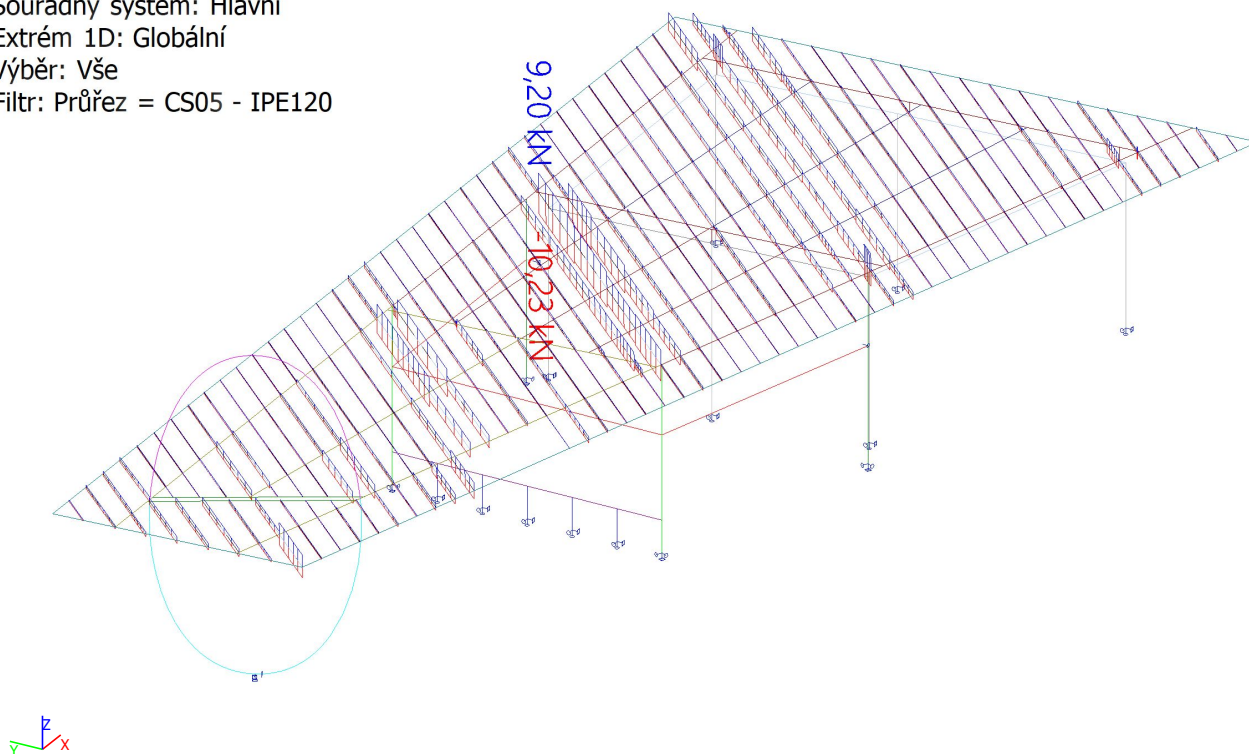 Souřadný systém: Hlavní
Extrém 1D: Globální
Výběr: Vše
Filtr: Průřez = CS05 - IPE120
9,20 kN
-10,23 kN
Z
Y
X